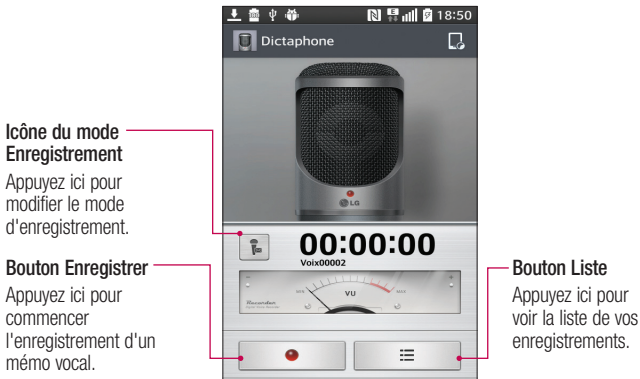 18:50
Dictaphone
LG
Icône du mode
Enregistrement
Appuyez ici pour
modifier le mode
d'enregistrement.
00:00:00
Voix00002
Bouton Enregistrer
Appuyez ici pour
commencer
l'enregistrement d'un
mémo vocal.
VU
Bouton Liste
Appuyez ici pour
voir la liste de vos
enregistrements.